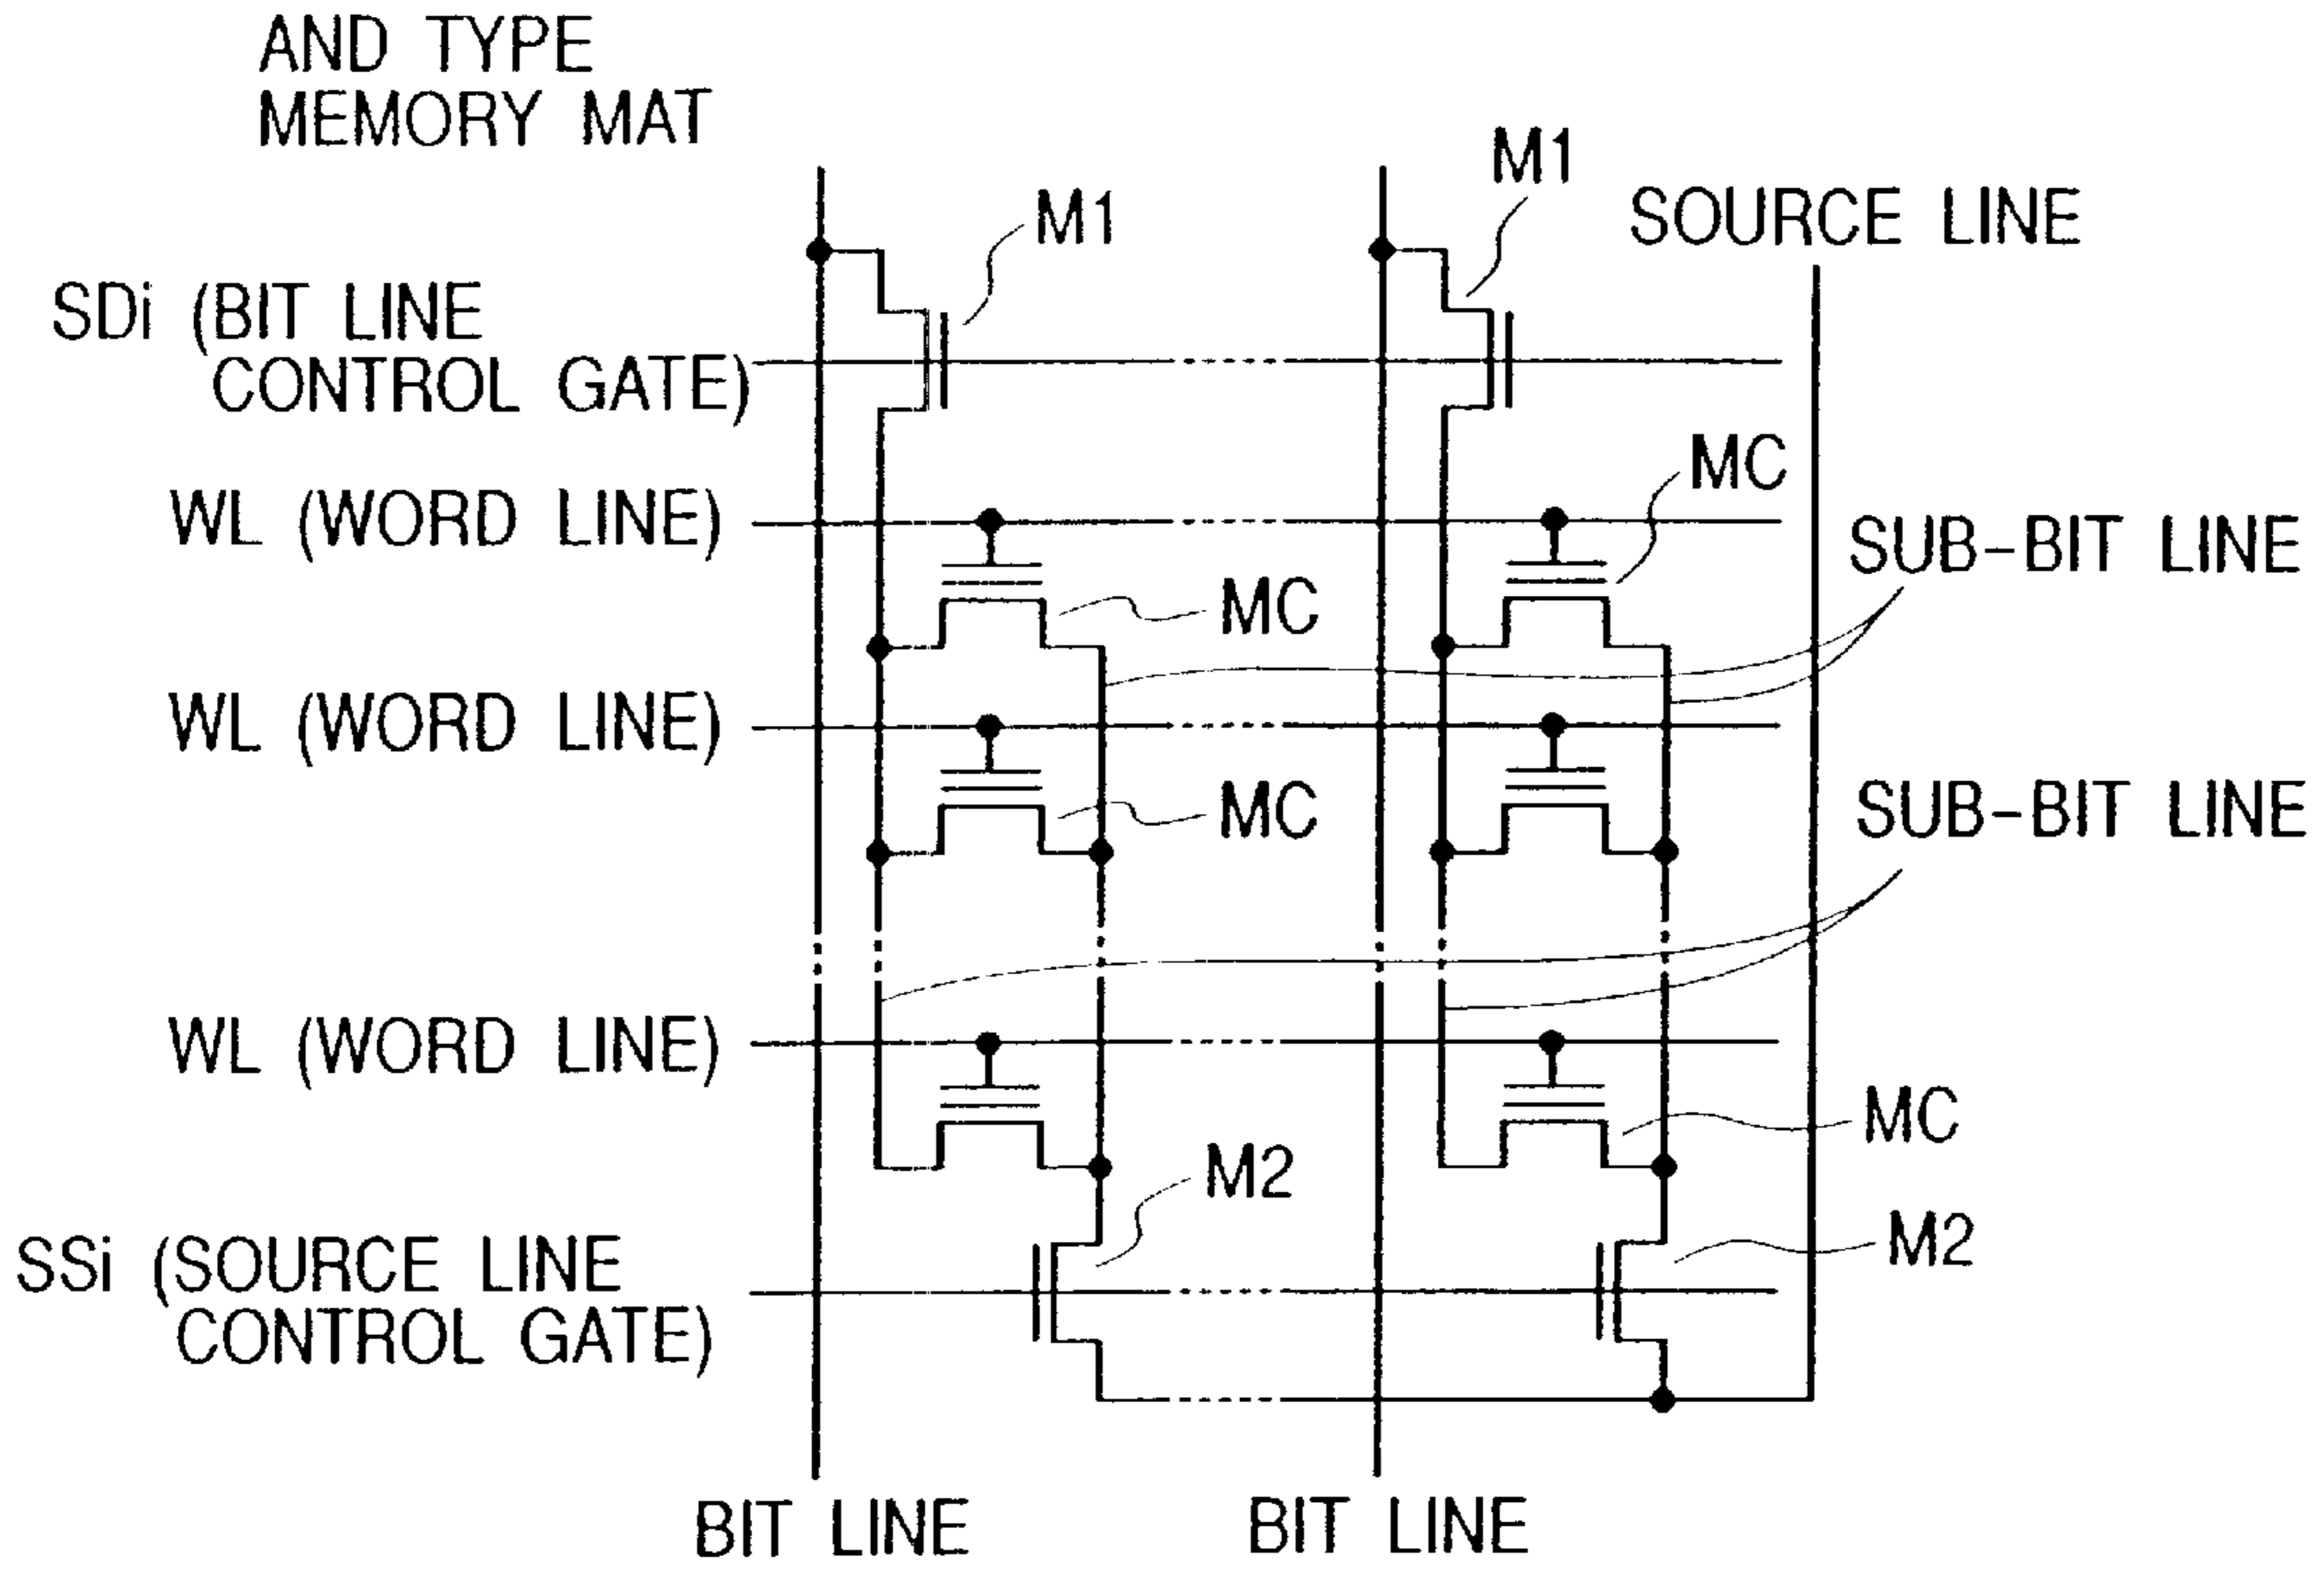 AND TYPE
MEMORY MAT
M1
M1
SOURCE LINE
SDi (BIT LINE
CONTROL GATE)
MC
WL (WORD LINE)
SUB-BIT LINE
MC
WL (WORD LINE)
SUB-BIT LINE
MC
WL (WORD LINE)
MC
M2
M2
SSi (SOURCE LINE
CONTROL GATE)
BIT LINE
BIT LINE